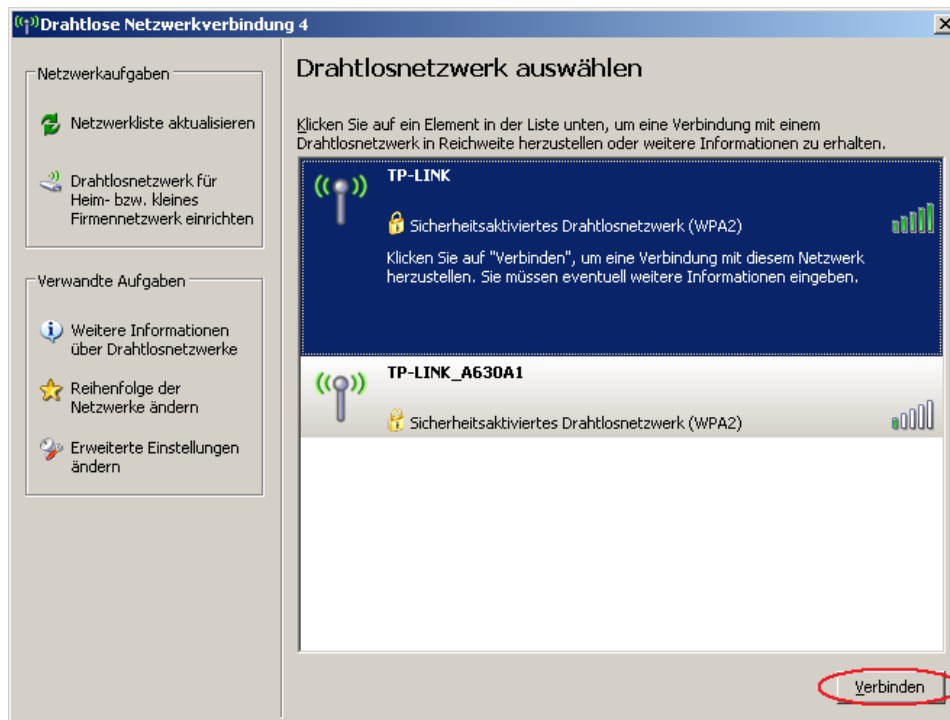 Drahtlose Netzwerkverbindung 4
Netzwerkaufgaben
Netzwerkliste aktualisieren
Drahtlosnetzwerk für
Heim- bzw. kleines
Firmennetzwerk einrichten
Verwandte Aufgaben
Weitere Informationen
über Drahtlosnetzwerke
Reihenfolge der
Netzwerke ändern
Erweiterte Einstellungen
ändern
Drahtlosnetzwerk auswählen
Klicken Sie auf ein Element in der Liste unten, um eine Verbindung mit einem
Drahtlosnetzwerk in Reichweite herzustellen oder weitere Informationen zu erhalten.
TP-LINK
Sicherheitsaktiviertes Drahtlosnetzwerk (WPA2)
Klicken Sie auf "Verbinden", um eine Verbindung mit diesem Netzwerk
herzustellen. Sie müssen eventuell weitere Informationen eingeben.
TP-LINK_A630A1
Sicherheitsaktiviertes Drahtlosnetzwerk (WPA2)
Verbinden